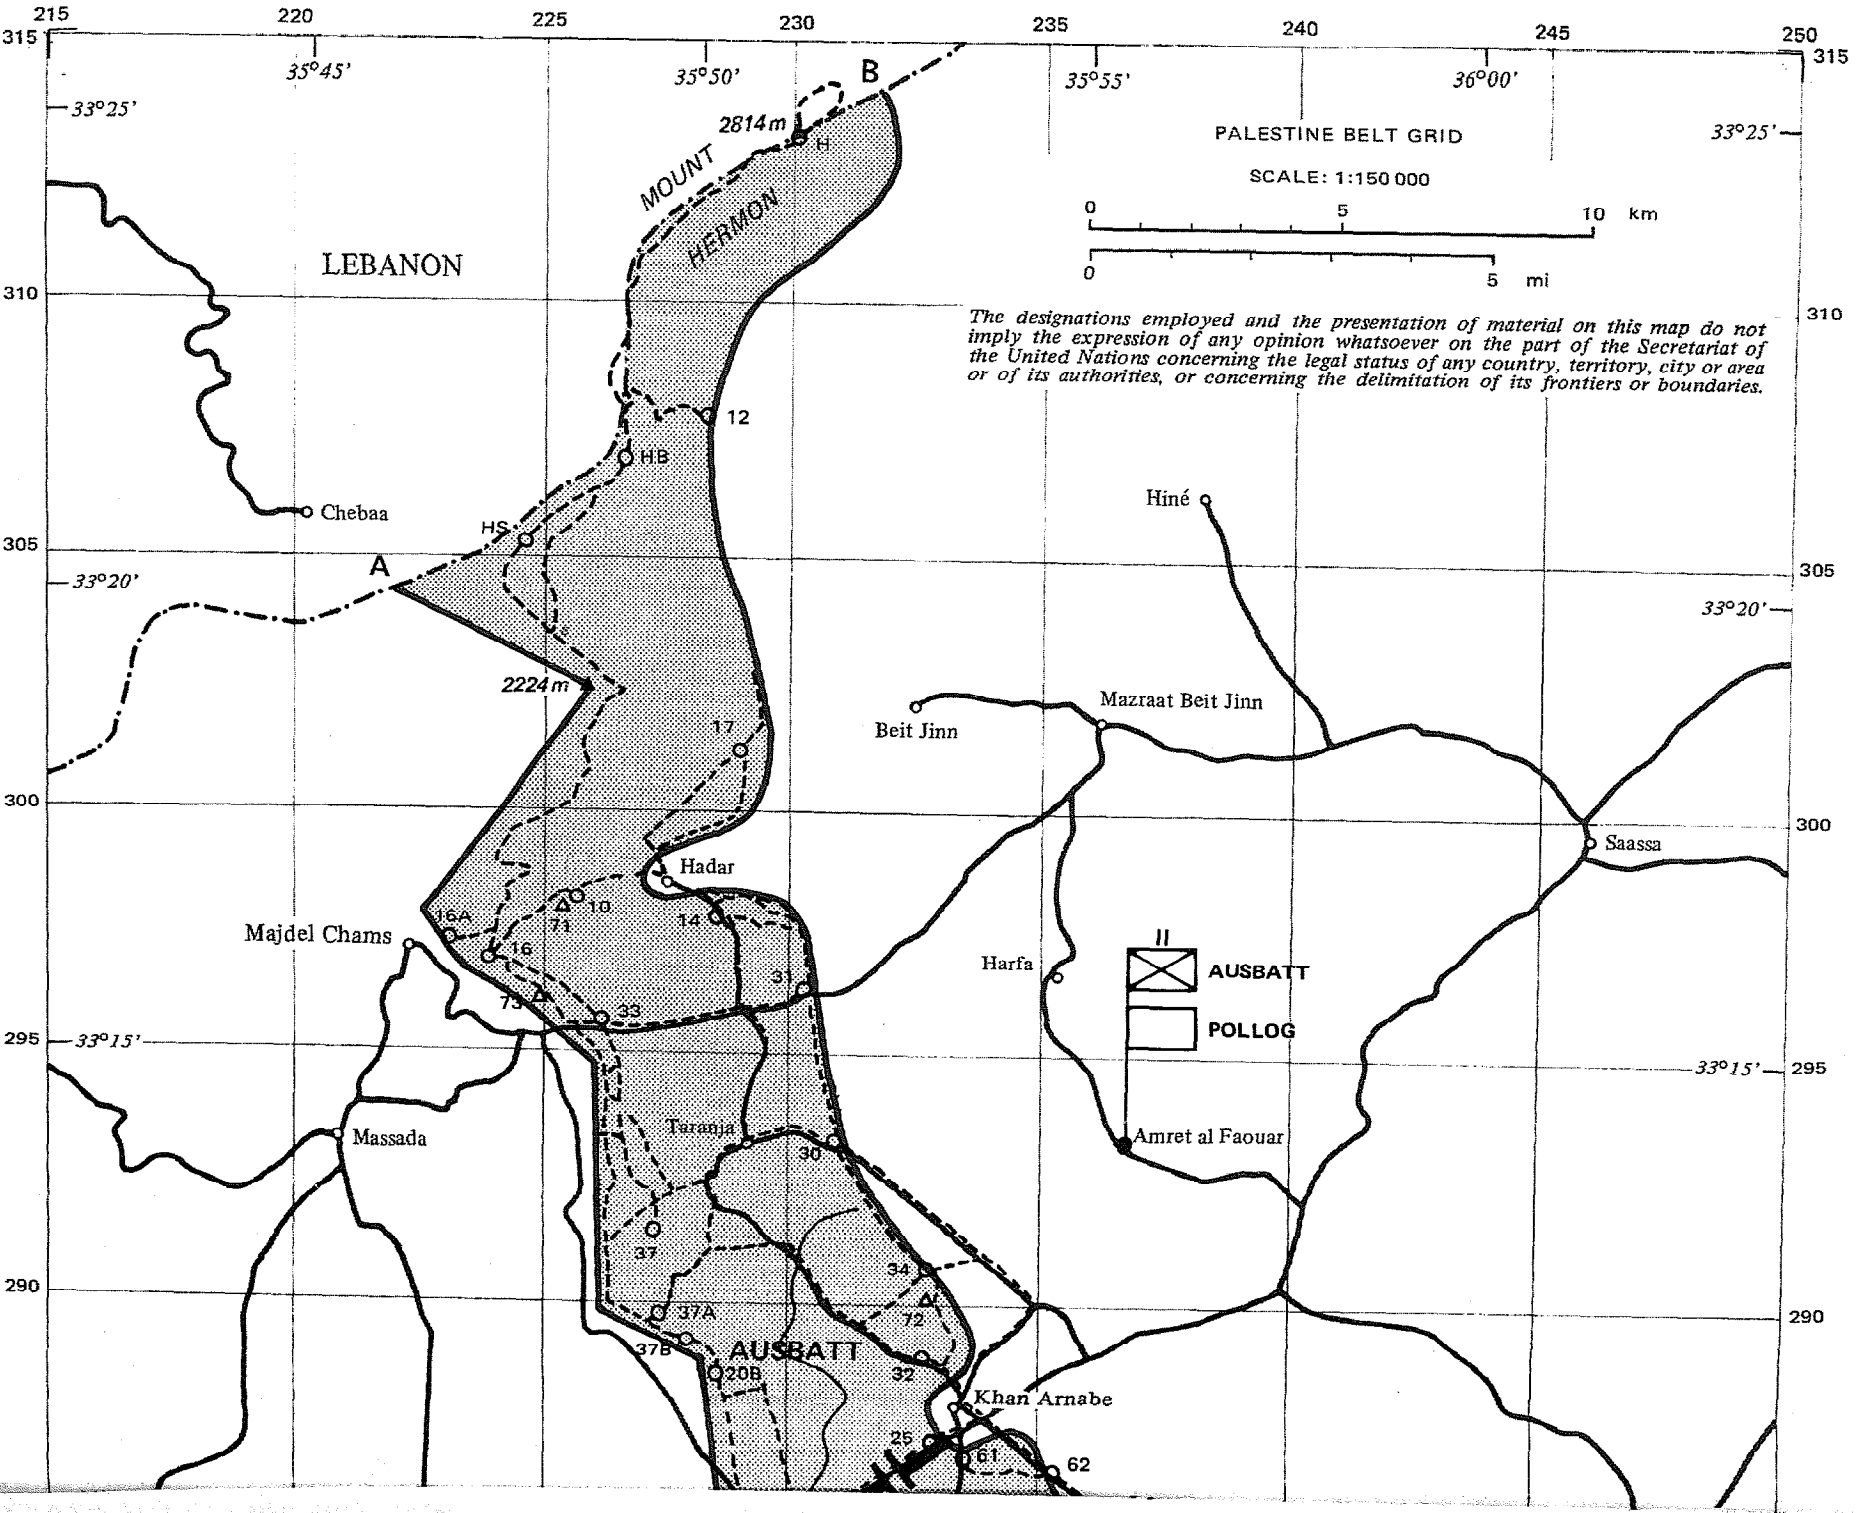 215 220 225 230 235 240 245 250
315 315
35°45' 35°50' 35°55' 36°00'
B
33°25' 33°25'
2814m
H
PALESTINE BELT GRID
SCALE: 1:150 000
0 5 10 km
0 5 mi
MOUNT
HERMON
LEBANON
310 310
The designations employed and the presentation of material on this map do not
imply the expression of any opinion whatsoever on the part of the Secretariat of
the United Nations concerning the legal status of any country, territory, city or area
or of its authorities, or concerning the delimitation of its frontiers or boundaries.
12
HB
Hiné
Chebaa
HS
305 305
A
33°20' 33°20'
2224m
Mazraat Beit Jinn
17
Beit Jinn
300 300
Saassa
Hadar
16A
10
71
14
Majdel Chams
16
II
Harfa
AUSBATT
31
73
33
POLLOG
295 33°15' 33°15' 295
Massada
Taranja
30
Amret al Faouar
37
34
290 290
37A
72
37B
AUSBATT
20B
32
Khan Arnabe
25
61
62